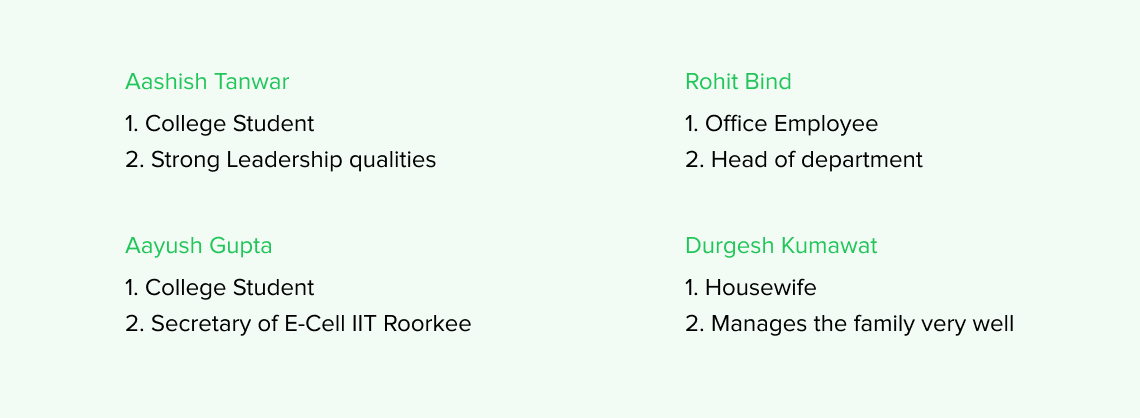 Aashish Tanwar
1. College Student
2. Strong Leadership qualities
Rohit Bind
1. Office Employee
2. Head of department
Aayush Gupta
1. College Student
2. Secretary of E-Cell IIT Roorkee
Durgesh Kumawat
1. Housewife
2. Manages the family very well